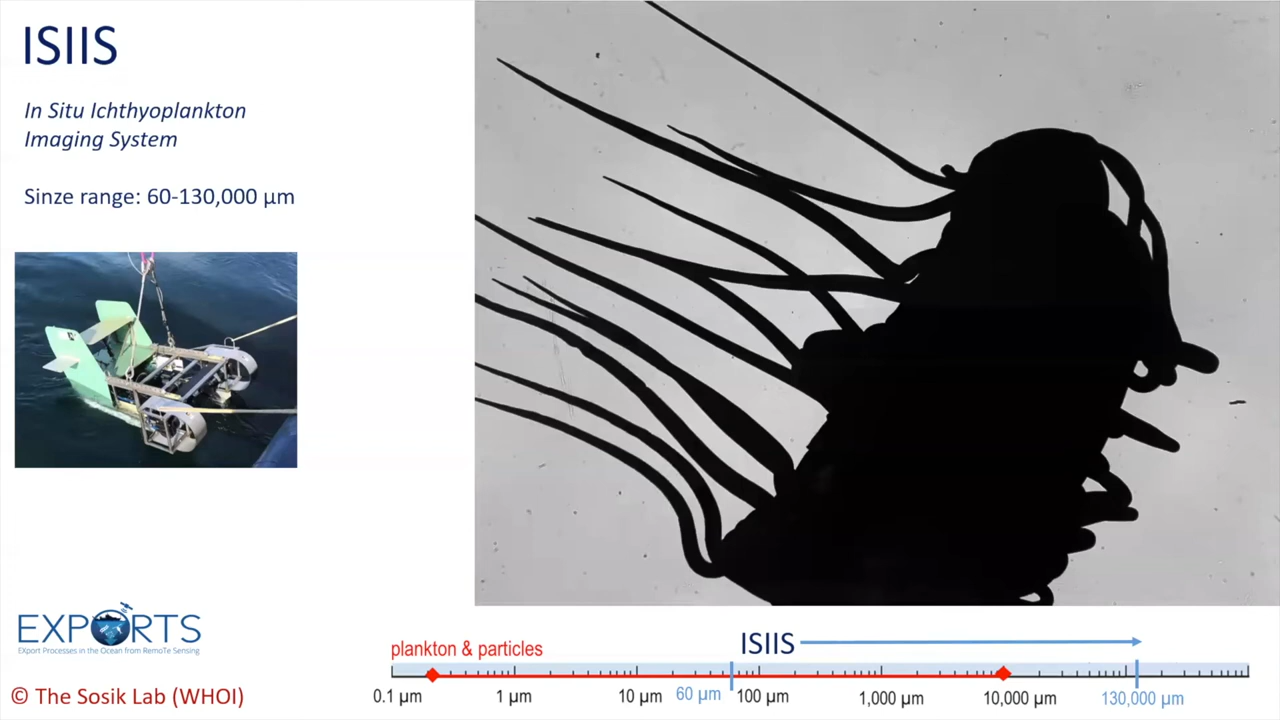 ISIIS
In Situ Ichthyoplankton
Imaging System
Sinze range: 60-130,000 µm
EXPORTS
EXport Processes in the Ocean from RemoTe Sensing
© The Sosik Lab (WHOI)
plankton & particles
ISIIS
0.1 µm 1 µm 10 µm 60 µm 100 µm 1,000 µm 10,000 µm 130,000 µm